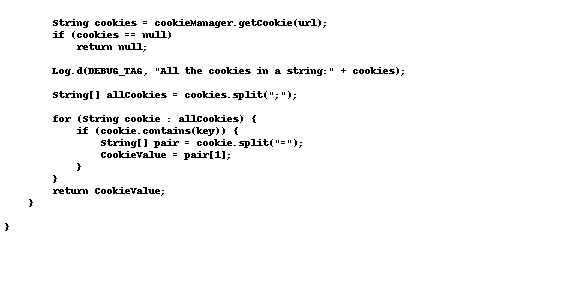 String cookies = cookieManager.getCookie(url);
if (cookies == null)
return null;
Log.d(DEBUG_TAG, "All the cookies in a string:" + cookies);
String[] allCookies = cookies.split(";");
for (String cookie : allCookies) {
if (cookie.contains(key)) {
String[] pair = cookie.split("=");
CookieValue = pair[1];
}
}
return CookieValue;
}
}